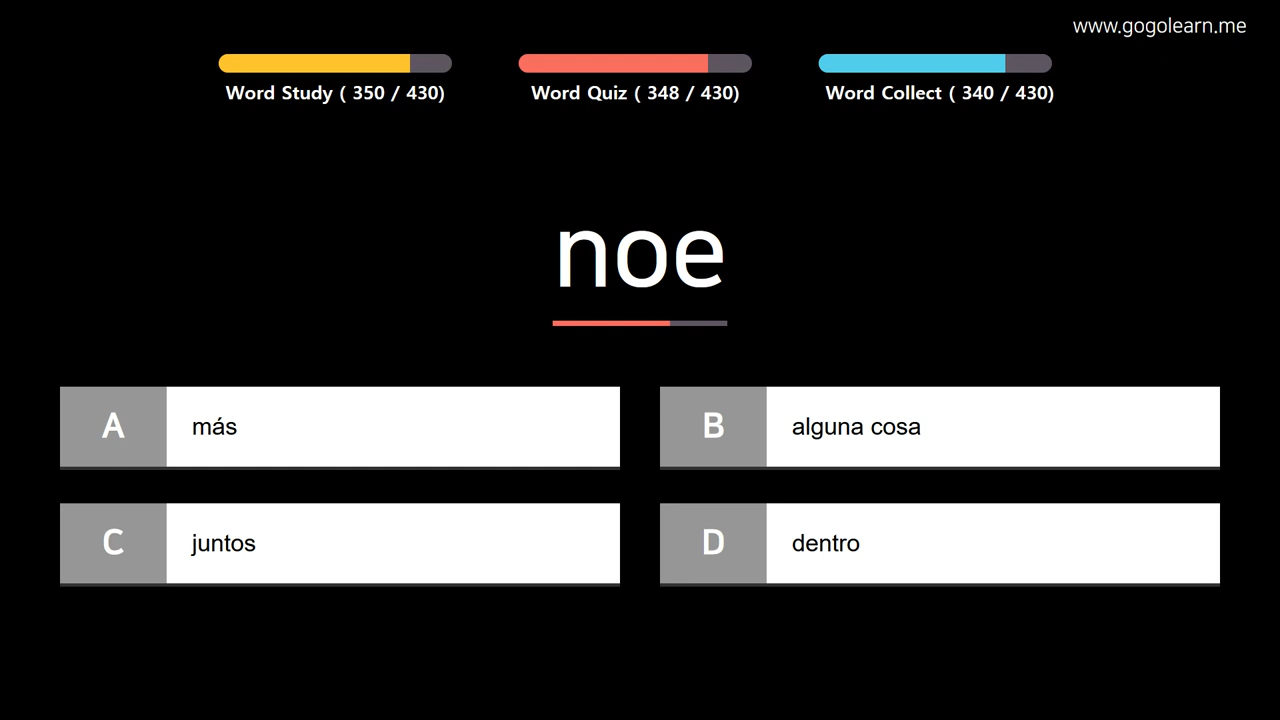 www.gogolearn.me
Word Study ( 350 / 430)
Word Quiz ( 348 / 430)
Word Collect ( 340 / 430)
noe
A más
B alguna cosa
C juntos
D dentro